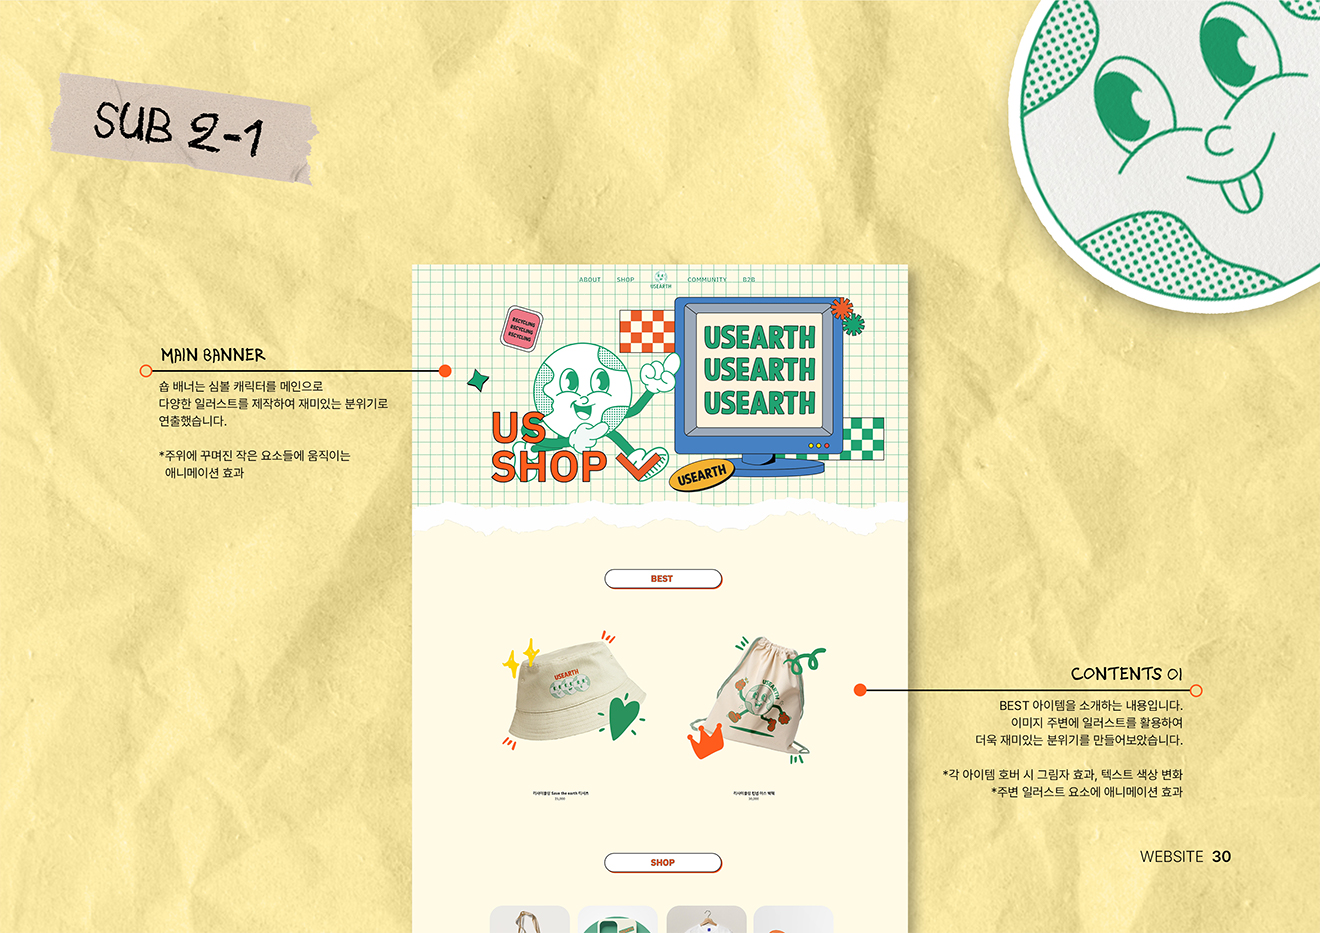 SUB 2-1
ABOUT SHOP USEARTH COMMUNITY B2B
RECYCLING
RECYCLING
RECYCLING
USEARTH
USEARTH
USEARTH
US
SHOP
USEARTH
MAIN BANNER
숍 배너는 심볼 캐릭터를 메인으로
다양한 일러스트를 제작하여 재미있는 분위기로
연출했습니다.
*주위에 꾸며진 작은 요소들에 움직이는
애니메이션 효과
BEST
USEARTH
USEARTH
CONTENTS 01
BEST 아이템을 소개하는 내용입니다.
이미지 주변에 일러스트를 활용하여
더욱 재미있는 분위기를 만들어보았습니다.
*각 아이템 호버 시 그림자 효과, 텍스트 색상 변화
*주변 일러스트 요소에 애니메이션 효과
SHOP
WEBSITE 30